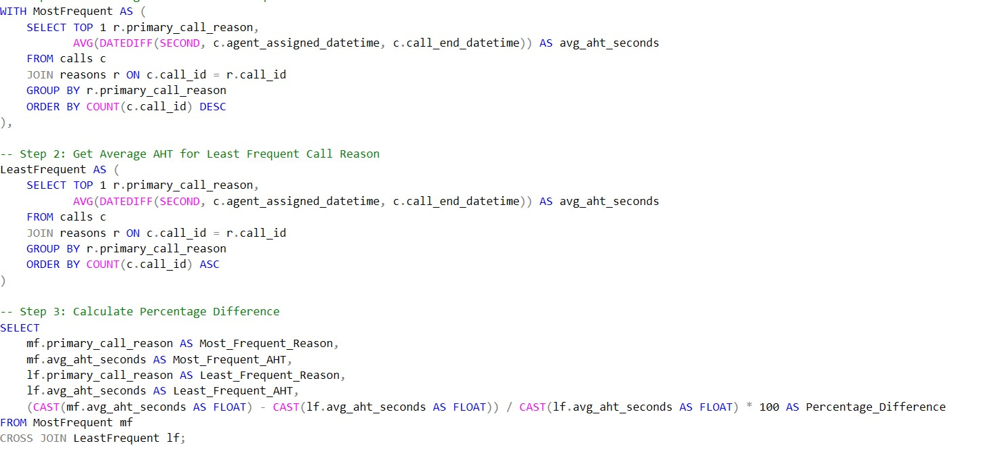 WITH MostFrequent AS (
    SELECT TOP 1 r.primary_call_reason,
           AVG(DATEDIFF(SECOND, c.agent_assigned_datetime, c.call_end_datetime)) AS avg_aht_seconds
    FROM calls c
    JOIN reasons r ON c.call_id = r.call_id
    GROUP BY r.primary_call_reason
    ORDER BY COUNT(c.call_id) DESC
),
-- Step 2: Get Average AHT for Least Frequent Call Reason
LeastFrequent AS (
    SELECT TOP 1 r.primary_call_reason,
           AVG(DATEDIFF(SECOND, c.agent_assigned_datetime, c.call_end_datetime)) AS avg_aht_seconds
    FROM calls c
    JOIN reasons r ON c.call_id = r.call_id
    GROUP BY r.primary_call_reason
    ORDER BY COUNT(c.call_id) ASC
)
-- Step 3: Calculate Percentage Difference
SELECT
    mf.primary_call_reason AS Most_Frequent_Reason,
    mf.avg_aht_seconds AS Most_Frequent_AHT,
    lf.primary_call_reason AS Least_Frequent_Reason,
    lf.avg_aht_seconds AS Least_Frequent_AHT,
    (CAST(mf.avg_aht_seconds AS FLOAT) - CAST(lf.avg_aht_seconds AS FLOAT)) / CAST(lf.avg_aht_seconds AS FLOAT) * 100 AS Percentage_Difference
FROM MostFrequent mf
CROSS JOIN LeastFrequent lf;